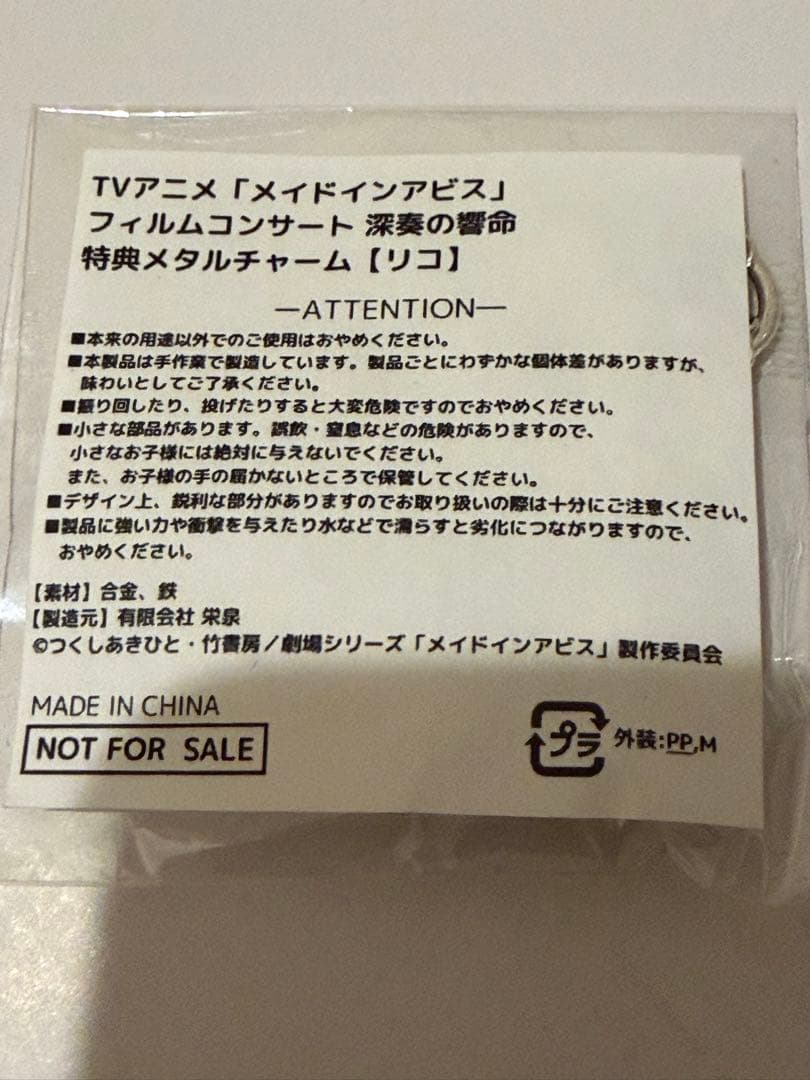 TVアニメ「メイドインアビス」
フィルムコンサート 深奏の響命
特典メタルチャーム【リコ】
—ATTENTION—
■本来の用途以外でのご使用はおやめください。
■本製品は手作業で製造しています。製品ごとにわずかな個体差がありますが、
味わいとしてご了承ください。
■振り回したり、投げたりすると大変危険ですのでおやめください。
■小さな部品があります。誤飲・窒息などの危険がありますので、
小さなお子様には絶対に与えないでください。
また、お子様の手の届かないところで保管してください。
■デザイン上、鋭利な部分がありますのでお取り扱いの際は十分にご注意ください。
■製品に強い力や衝撃を与えたり水などで濡らすと劣化につながりますので、
おやめください。
【素材】合金、鉄
【製造元】有限会社 栄泉
©つくしあきひと・竹書房／劇場シリーズ「メイドインアビス」製作委員会
MADE IN CHINA
NOT FOR SALE
プラ 外装:PP,M